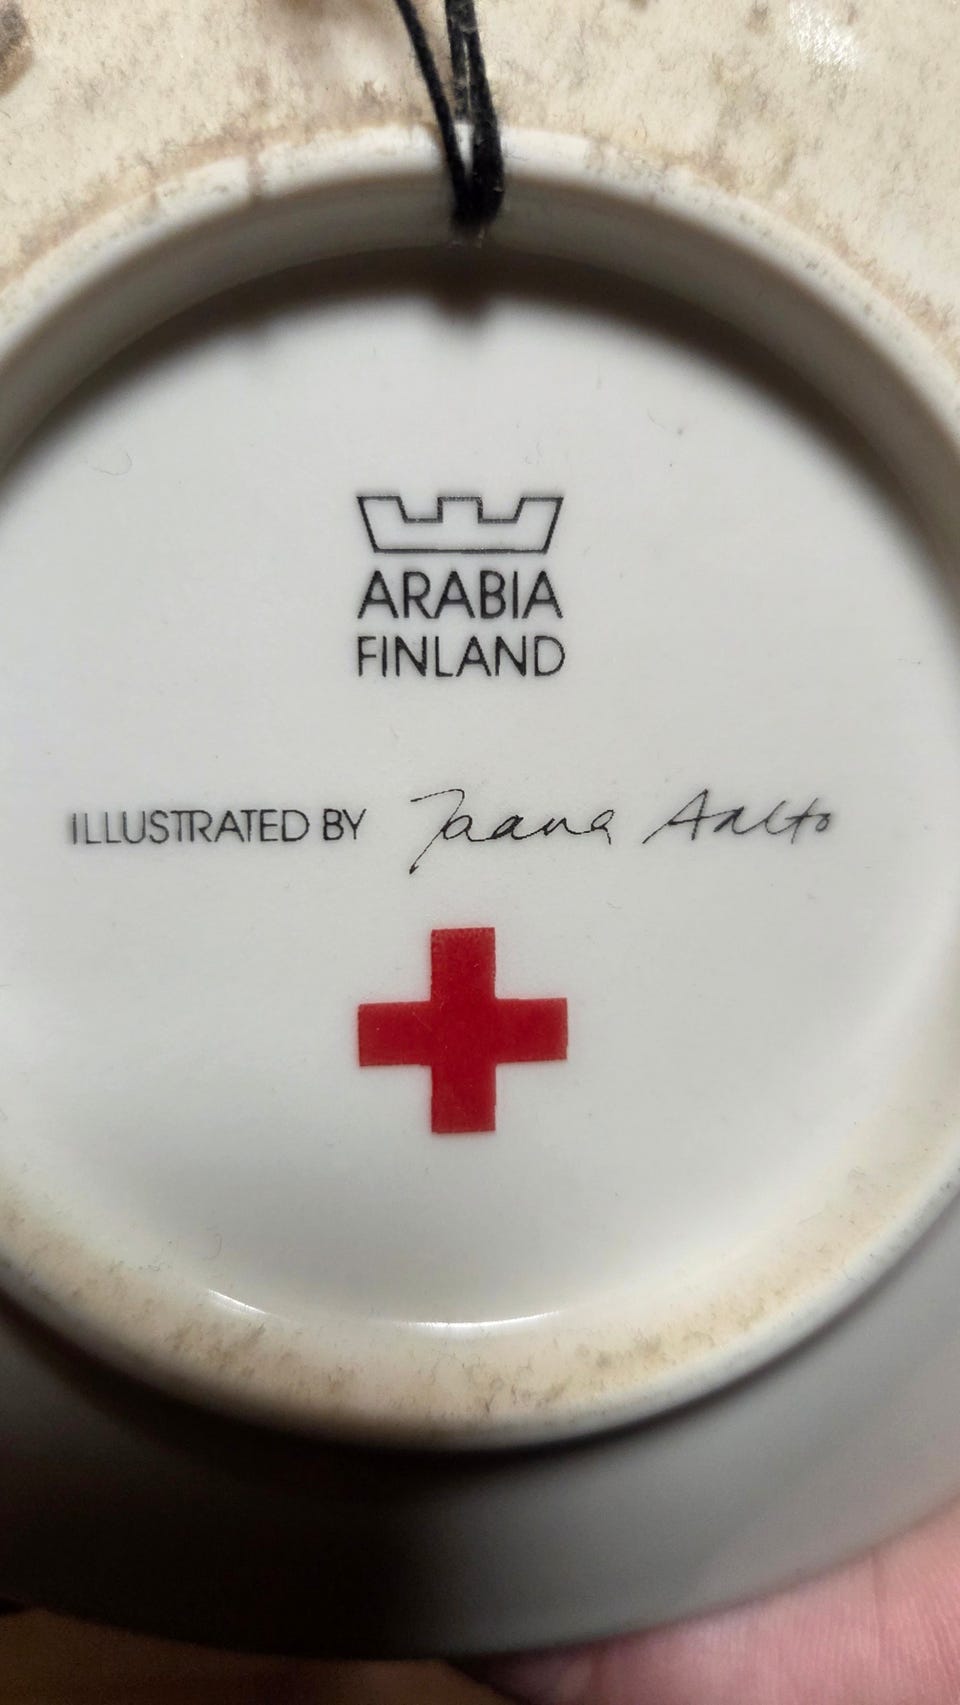 ARABIA
FINLAND
ILLUSTRATED BY Jaana Aalto